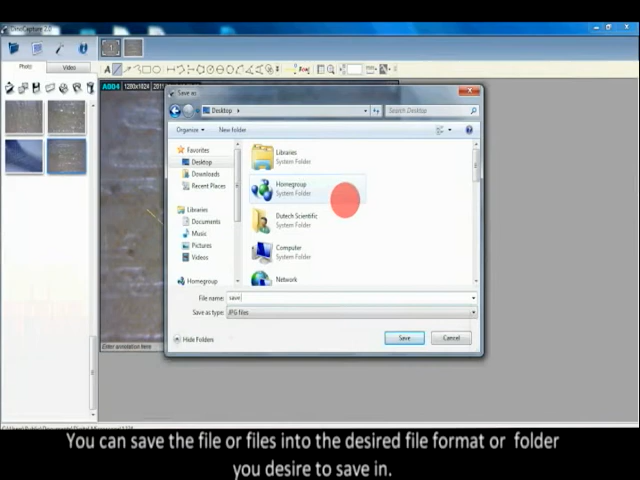 DinoCapture 2.0
Photo
Video
A004 1280x1024
Save as
Desktop
Search Desktop
Organize
New folder
Favorites
Desktop
Downloads
Recent Places
Libraries
Documents
Music
Pictures
Videos
Homegroup
Libraries
System Folder
Homegroup
System Folder
Dutech Scientific
System Folder
Computer
System Folder
Network
File name: save
Save as type: JPG files
Hide Folders
Save
Cancel
Enter annotation here
You can save the file or files into the desired file format or folder
you desire to save in.